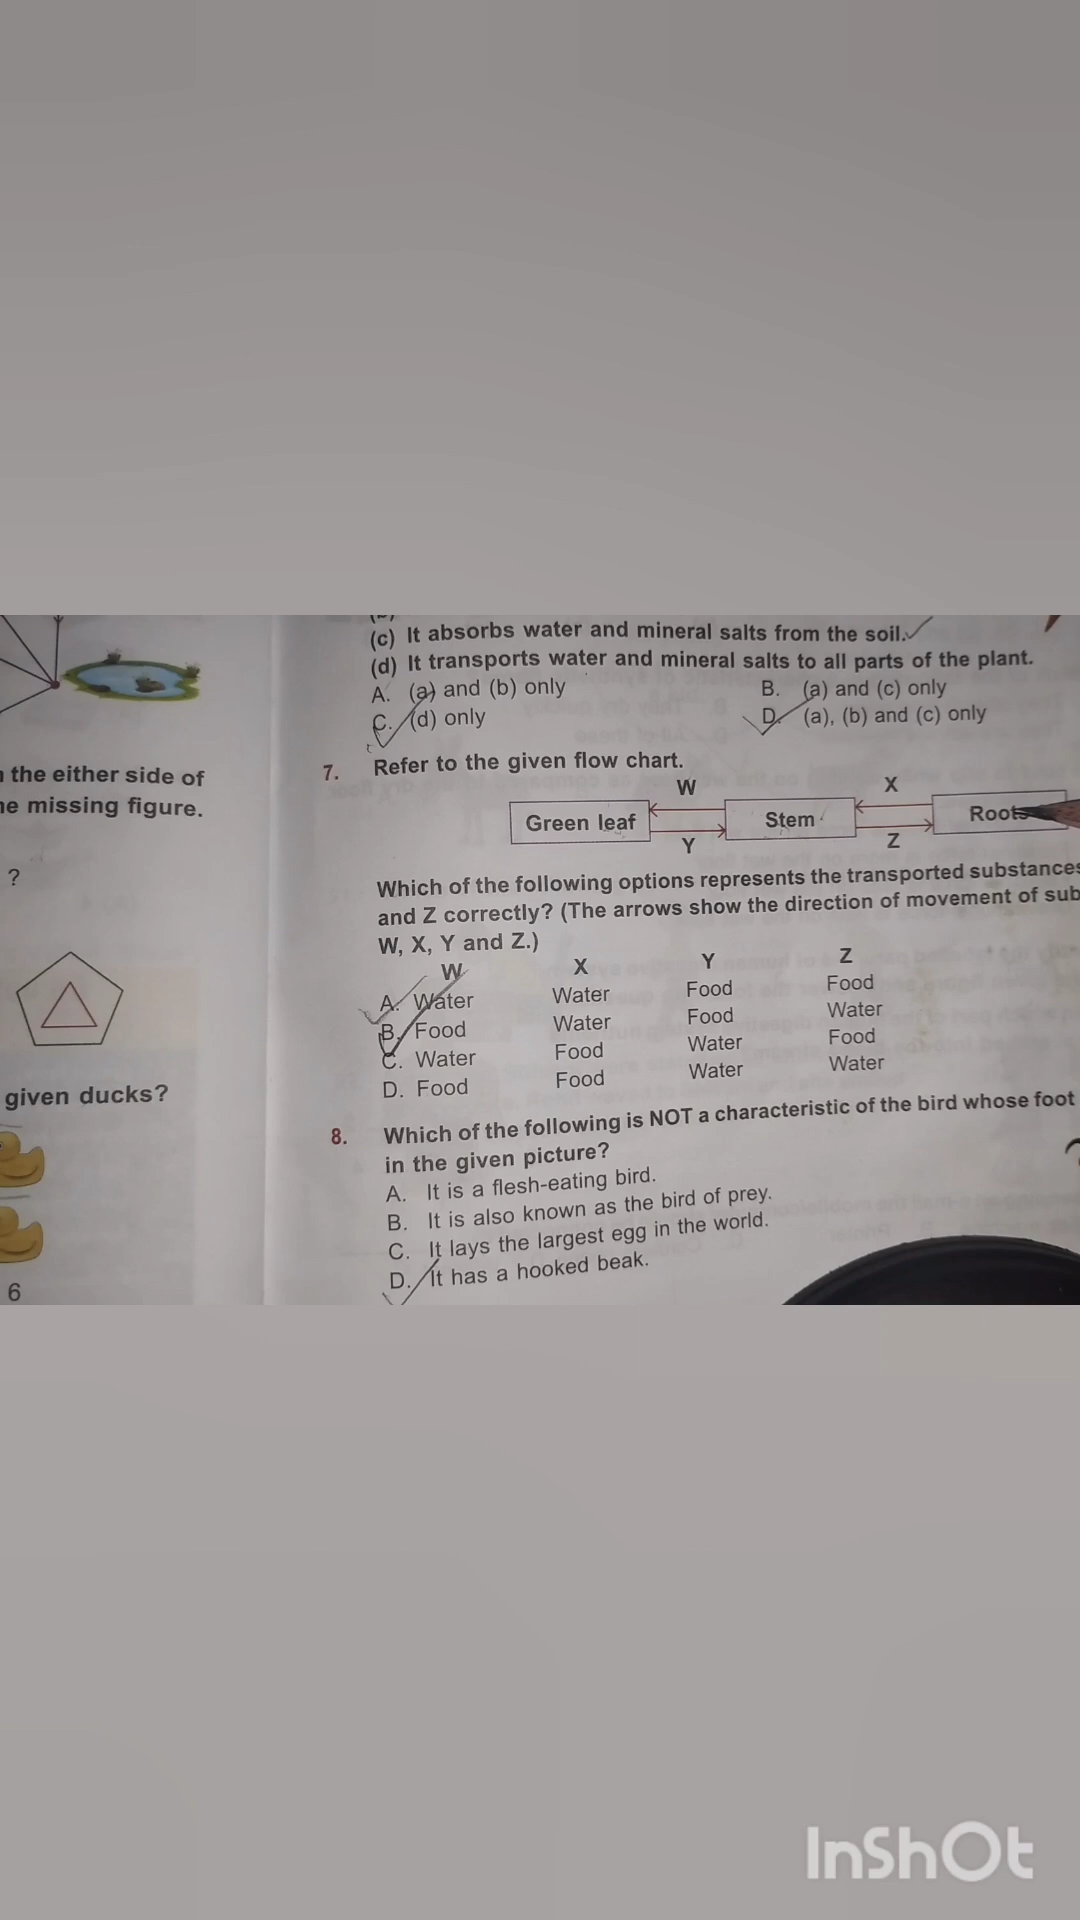 (c) It absorbs water and mineral salts from the soil.
(d) It transports water and mineral salts to all parts of the plant.
A. (a) and (b) only B. (a) and (c) only
C. (d) only D. (a), (b) and (c) only
the either side of
missing figure.
?
7. Refer to the given flow chart.
W X
Green leaf Stem Roots
Y Z
Which of the following options represents the transported substances
and Z correctly? (The arrows show the direction of movement of
W, X, Y and Z.)
W X Y Z
A. Water Water Food Food
B. Food Water Food Water
C. Water Food Water Food
D. Food Food Water Water
given ducks?
8. Which of the following is NOT a characteristic of the bird whose foot
in the given picture?
A. It is a flesh-eating bird.
B. It is also known as the bird of prey.
C. It lays the largest egg in the world.
D. It has a hooked beak.
6
InShOt